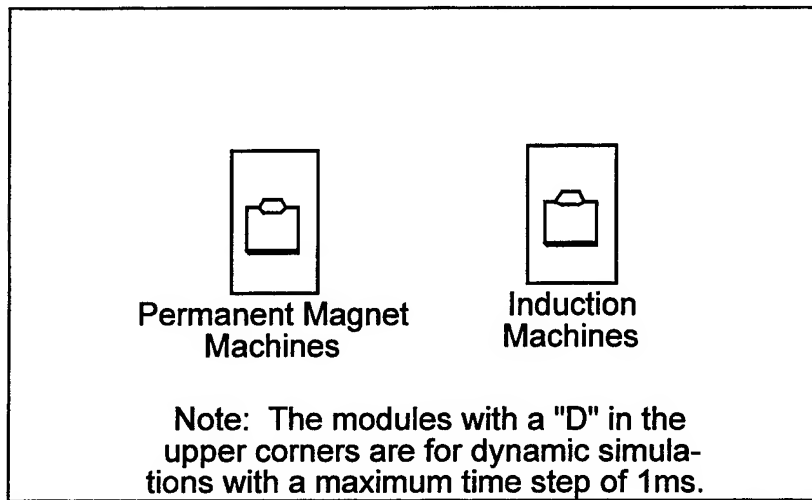 Permanent Magnet
Machines
Induction
Machines
Note: The modules with a "D" in the
upper corners are for dynamic simula-
tions with a maximum time step of 1ms.